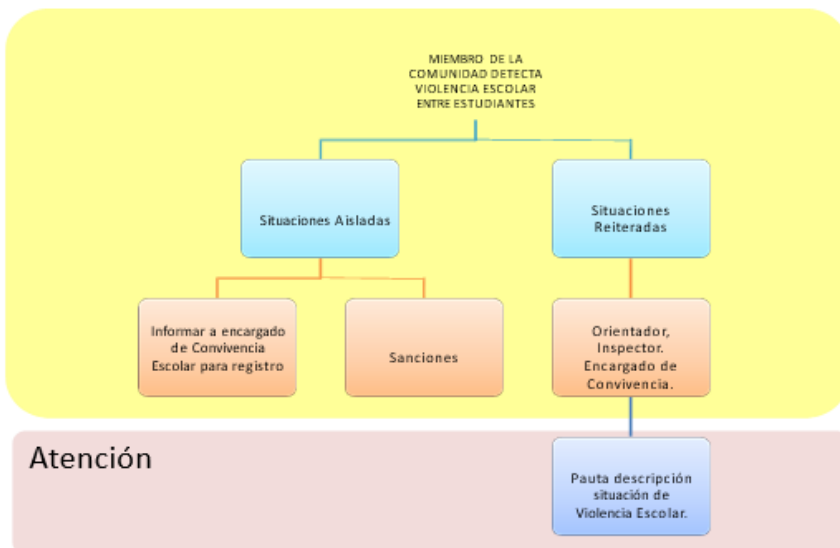 MIEMBRO DE LA
COMUNIDAD DETECTA
VIOLENCIA ESCOLAR
ENTRE ESTUDIANTES
Situaciones Aisladas
Situaciones
Reiteradas
Informar a encargado
de Convivencia
Escolar para registro
Sanciones
Orientador,
Inspector.
Encargado de
Convivencia.
Atención
Pauta descripción
situación de
Violencia Escolar.